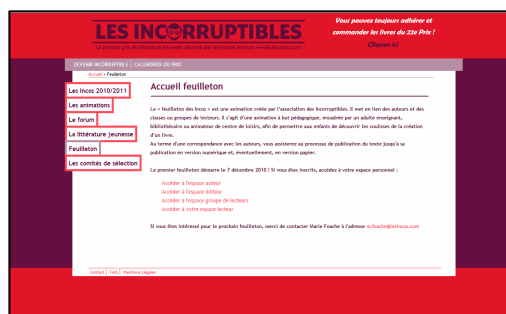 LES INCORRUPTIBLES
Le premier prix de littérature jeunesse décerné par les jeunes lecteurs • www.lesincos.com
Vous pouvez toujours adhérer et
commander les livres du 22e Prix !
Cliquez ici
DEVENIR INCORRUPTIBLE | CALENDRIER DU PRIX
Accueil » Feuilleton
Les Incos 2010/2011
Les animations
Le forum
La littérature jeunesse
Feuilleton
Les comités de sélection
Accueil feuilleton
Le « feuilleton des Incos » est une animation créée par l'association des Incorruptibles. Il met en lien des auteurs et des
classes ou groupes de lecteurs. Il s'agit d'une animation à but pédagogique, encadrée par un adulte enseignant,
bibliothécaire ou animateur de centre de loisirs, afin de permettre aux enfants de découvrir les coulisses de la création
d'un livre.
Au terme d'une correspondance avec les auteurs, vous assisterez au processus de publication du texte jusqu'à sa
publication en version numérique et, éventuellement, en version papier.
Le premier feuilleton démarre le 7 décembre 2010 ! Si vous êtes inscrits, accédez à votre espace personnel :
Accéder à l'espace auteur
Accéder à l'espace éditeur
Accéder à l'espace groupe de lecteurs
Accéder à votre espace lecteur
Si vous êtes intéressé pour le prochain feuilleton, merci de contacter Marie Foache à l'adresse m.foache@lesincos.com
Contact | FAQ | Mentions Légales